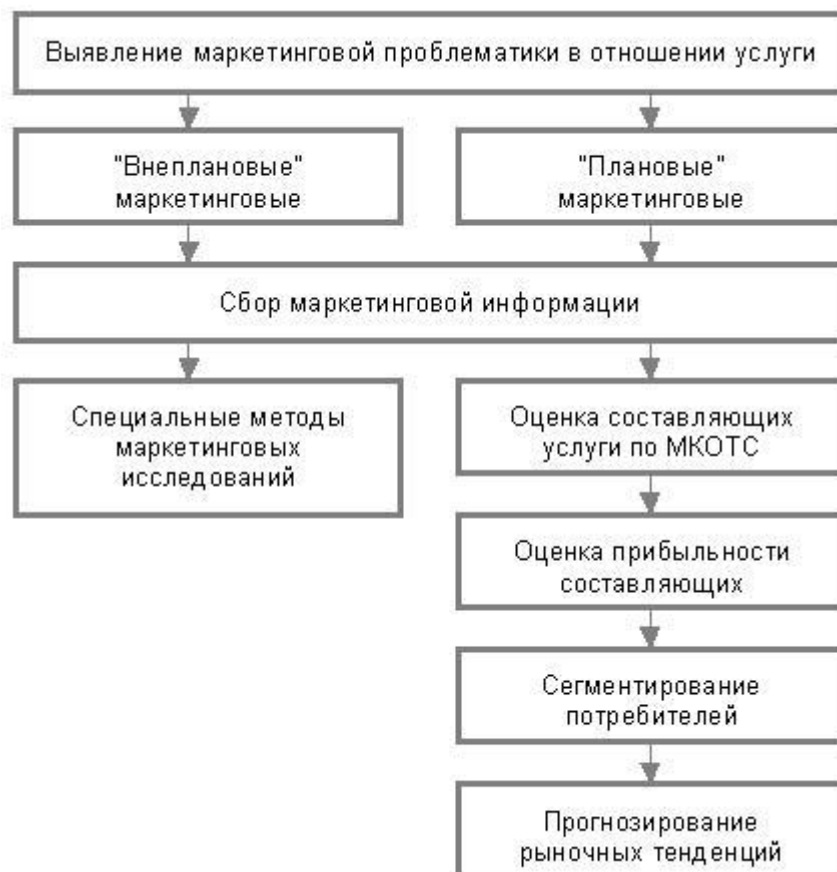 Выявление маркетинговой проблематики в отношении услуги
"Внеплановые"
маркетинговые
"Плановые"
маркетинговые
Сбор маркетинговой информации
Специальные методы
маркетинговых
исследований
Оценка составляющих
услуги по МКОТС
Оценка прибыльности
составляющих
Сегментирование
потребителей
Прогнозирование
рыночных тенденций